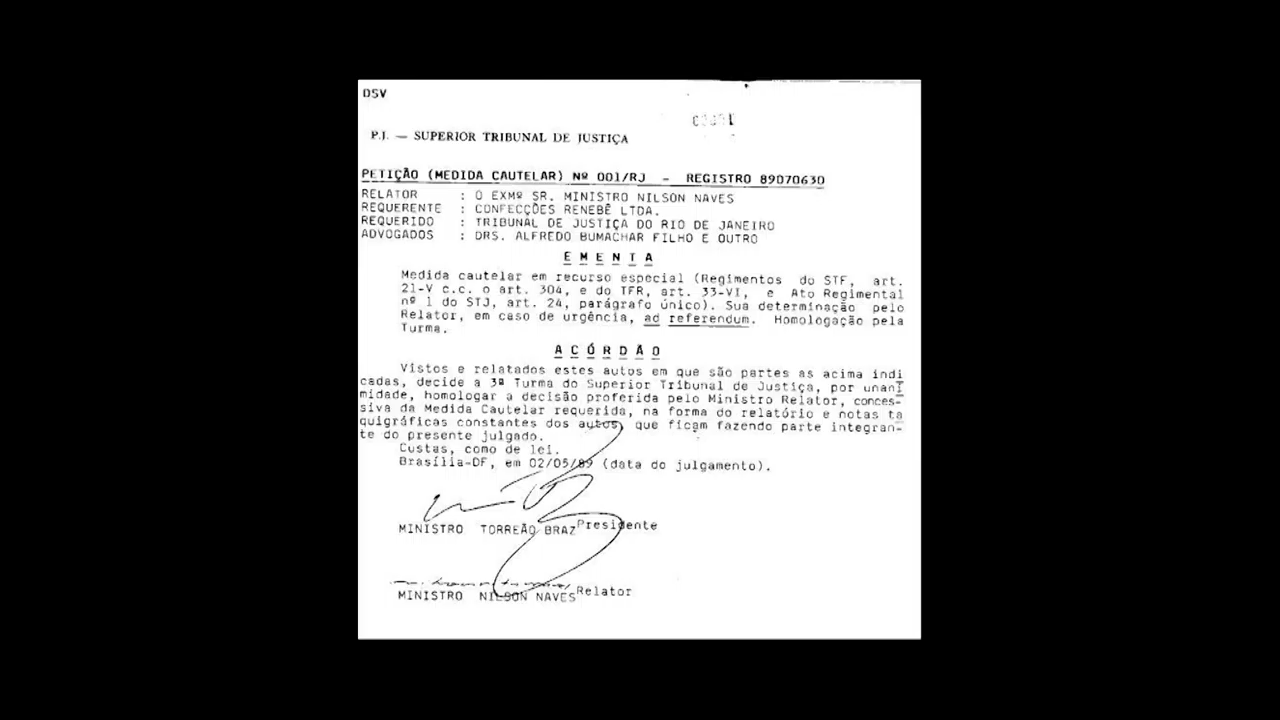 DSV
P.J. — SUPERIOR TRIBUNAL DE JUSTIÇA
PETIÇÃO (MEDIDA CAUTELAR) Nº 001/RJ - REGISTRO 89070630
RELATOR : O EXMº SR. MINISTRO NILSON NAVES
REQUERENTE : CONFECÇÕES RENEBÊ LTDA.
REQUERIDO : TRIBUNAL DE JUSTIÇA DO RIO DE JANEIRO
ADVOGADOS : DRS. ALFREDO BUMACHAR FILHO E OUTRO
E M E N T A
Medida cautelar em recurso especial (Regimentos do STF, art.
21-V c.c. o art. 304, e do TFR, art. 33-VI, e Ato Regimental
nº 1 do STJ, art. 24, parágrafo único). Sua determinação pelo
Relator, em caso de urgência, ad referendum. Homologação pela
Turma.
A C Ó R D Ã O
Vistos e relatados estes autos em que são partes as acima indi
cadas, decide a 3ª Turma do Superior Tribunal de Justiça, por unani
midade, homologar a decisão proferida pelo Ministro Relator, conces-
siva da Medida Cautelar requerida, na forma do relatório e notas ta
quigráficas constantes dos autos, que ficam fazendo parte integran-
te do presente julgado.
Custas, como de lei.
Brasília-DF, em 02/05/89 (data do julgamento).
MINISTRO TORREÃO BRAZ Presidente
MINISTRO NILSON NAVES Relator